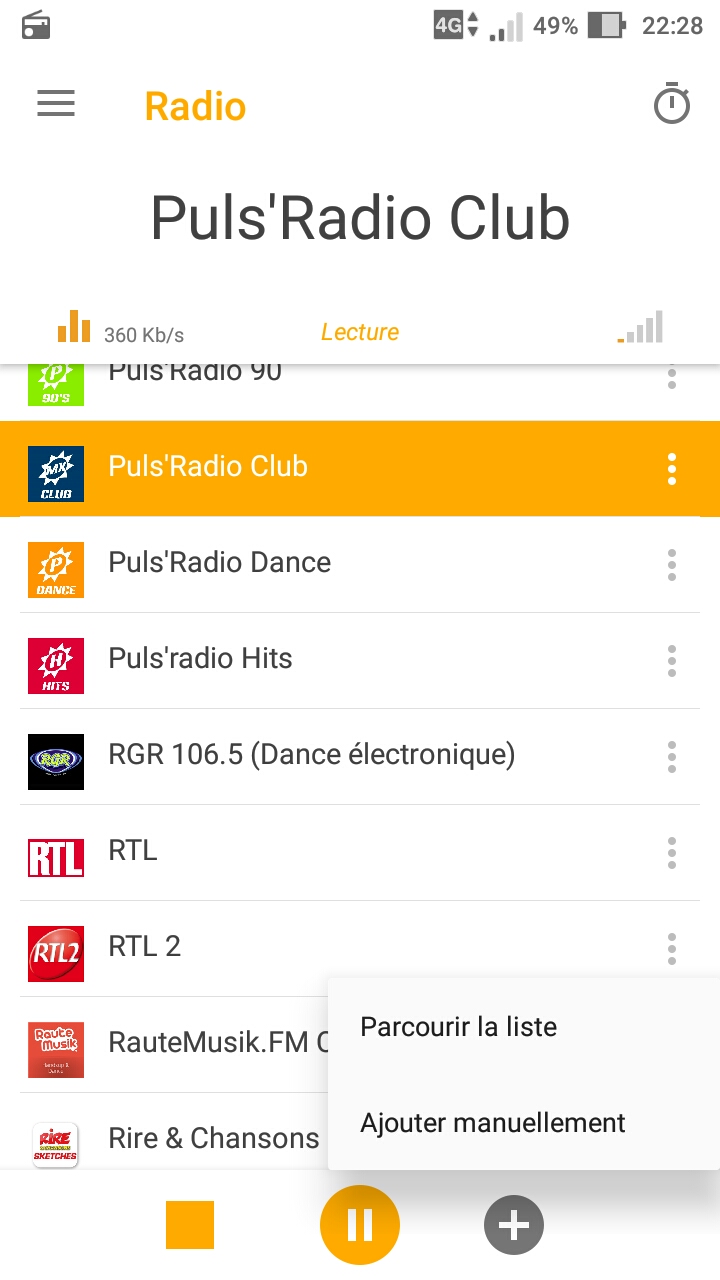 4G 49% 22:28
Radio
Puls'Radio Club
360 Kb/s Lecture
P 90'S Puls'Radio 90
MX CLUB Puls'Radio Club
P DANCE Puls'Radio Dance
H HITS Puls'radio Hits
RGR RGR 106.5 (Dance électronique)
RTL RTL
RTL2 RTL 2
Raute Musik RauteMusik.FM
RIRE SKETCHES Rire & Chansons
Parcourir la liste
Ajouter manuellement